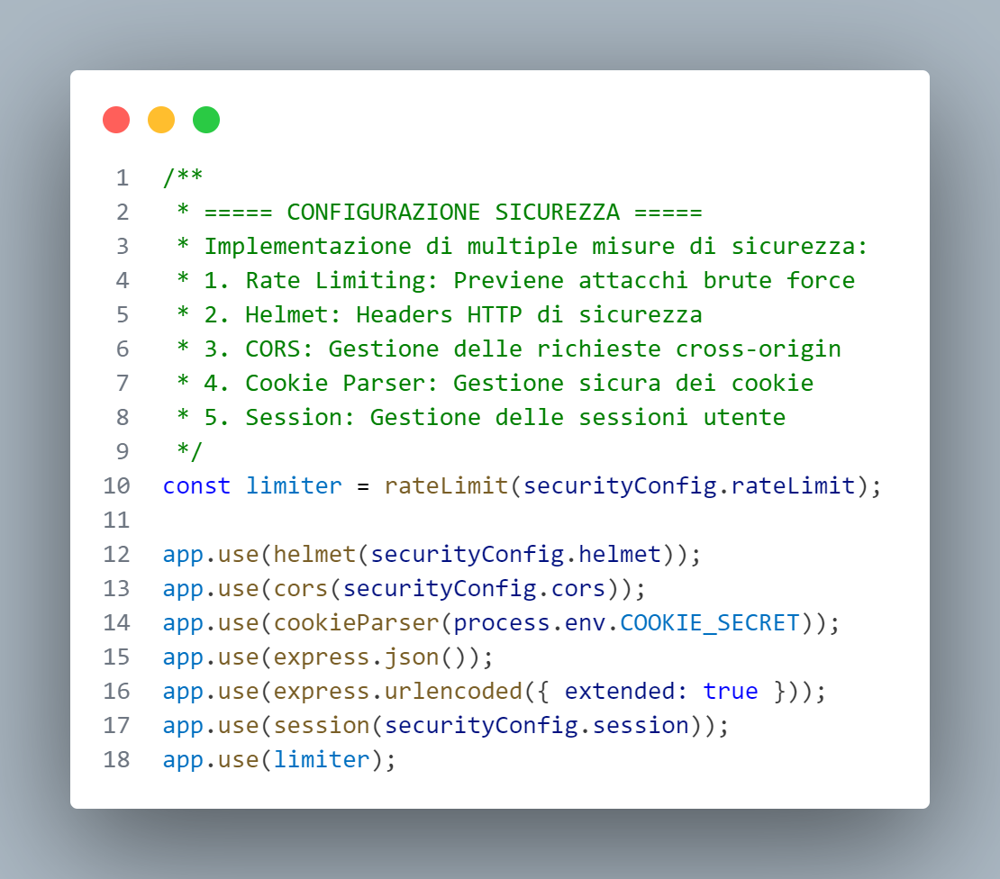 1 /**
2  * ===== CONFIGURAZIONE SICUREZZA =====
3  * Implementazione di multiple misure di sicurezza:
4  * 1. Rate Limiting: Previene attacchi brute force
5  * 2. Helmet: Headers HTTP di sicurezza
6  * 3. CORS: Gestione delle richieste cross-origin
7  * 4. Cookie Parser: Gestione sicura dei cookie
8  * 5. Session: Gestione delle sessioni utente
9  */
10 const limiter = rateLimit(securityConfig.rateLimit);
11
12 app.use(helmet(securityConfig.helmet));
13 app.use(cors(securityConfig.cors));
14 app.use(cookieParser(process.env.COOKIE_SECRET));
15 app.use(express.json());
16 app.use(express.urlencoded({ extended: true }));
17 app.use(session(securityConfig.session));
18 app.use(limiter);